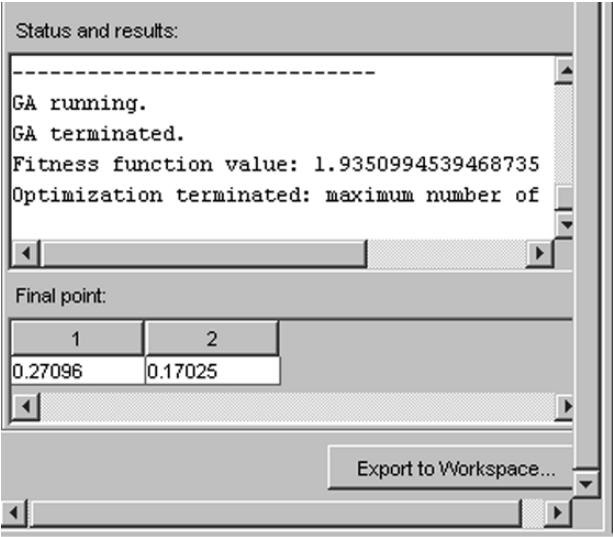 Status and results:
-----------------------------
GA running.
GA terminated.
Fitness function value: 1.9350994539468735
Optimization terminated: maximum number of
Final point:
1 2
0.27096 0.17025
Export to Workspace...